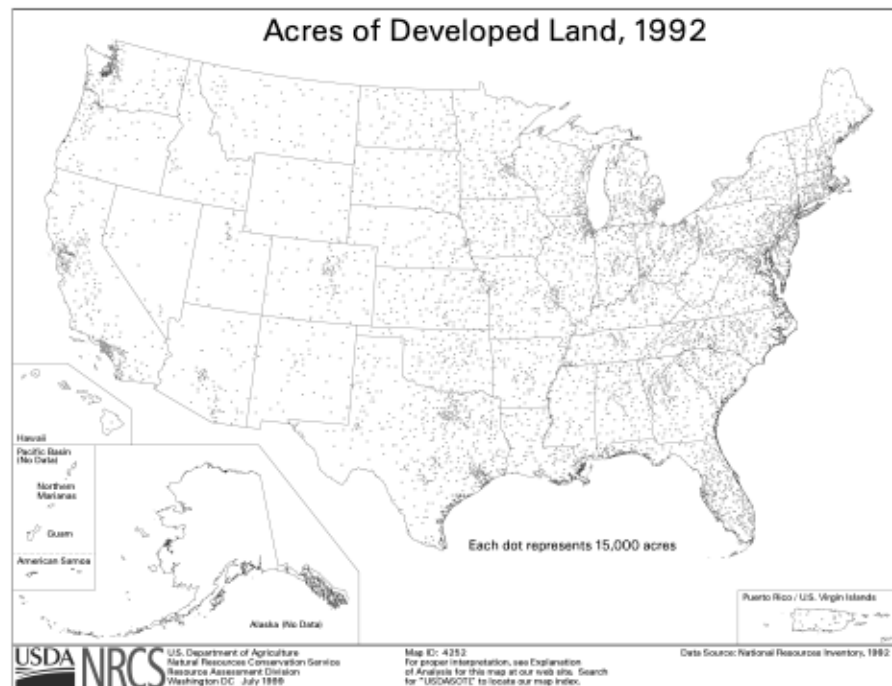 Acres of Developed Land, 1992
Hawaii
Pacific Basin
(No Data)
Northern
Marianas
Guam
American Samoa
Alaska (No Data)
Each dot represents 15,000 acres
Puerto Rico / U.S. Virgin Islands
USDA NRCS
U.S. Department of Agriculture
Natural Resources Conservation Service
Resource Assessment Division
Washington DC July 1999
Map ID: 4252
For proper interpretation, see Explanation
of Analysis for this map at our web site. Search
for "USDASOTL" to locate our map index.
Data Source: National Resources Inventory, 1992